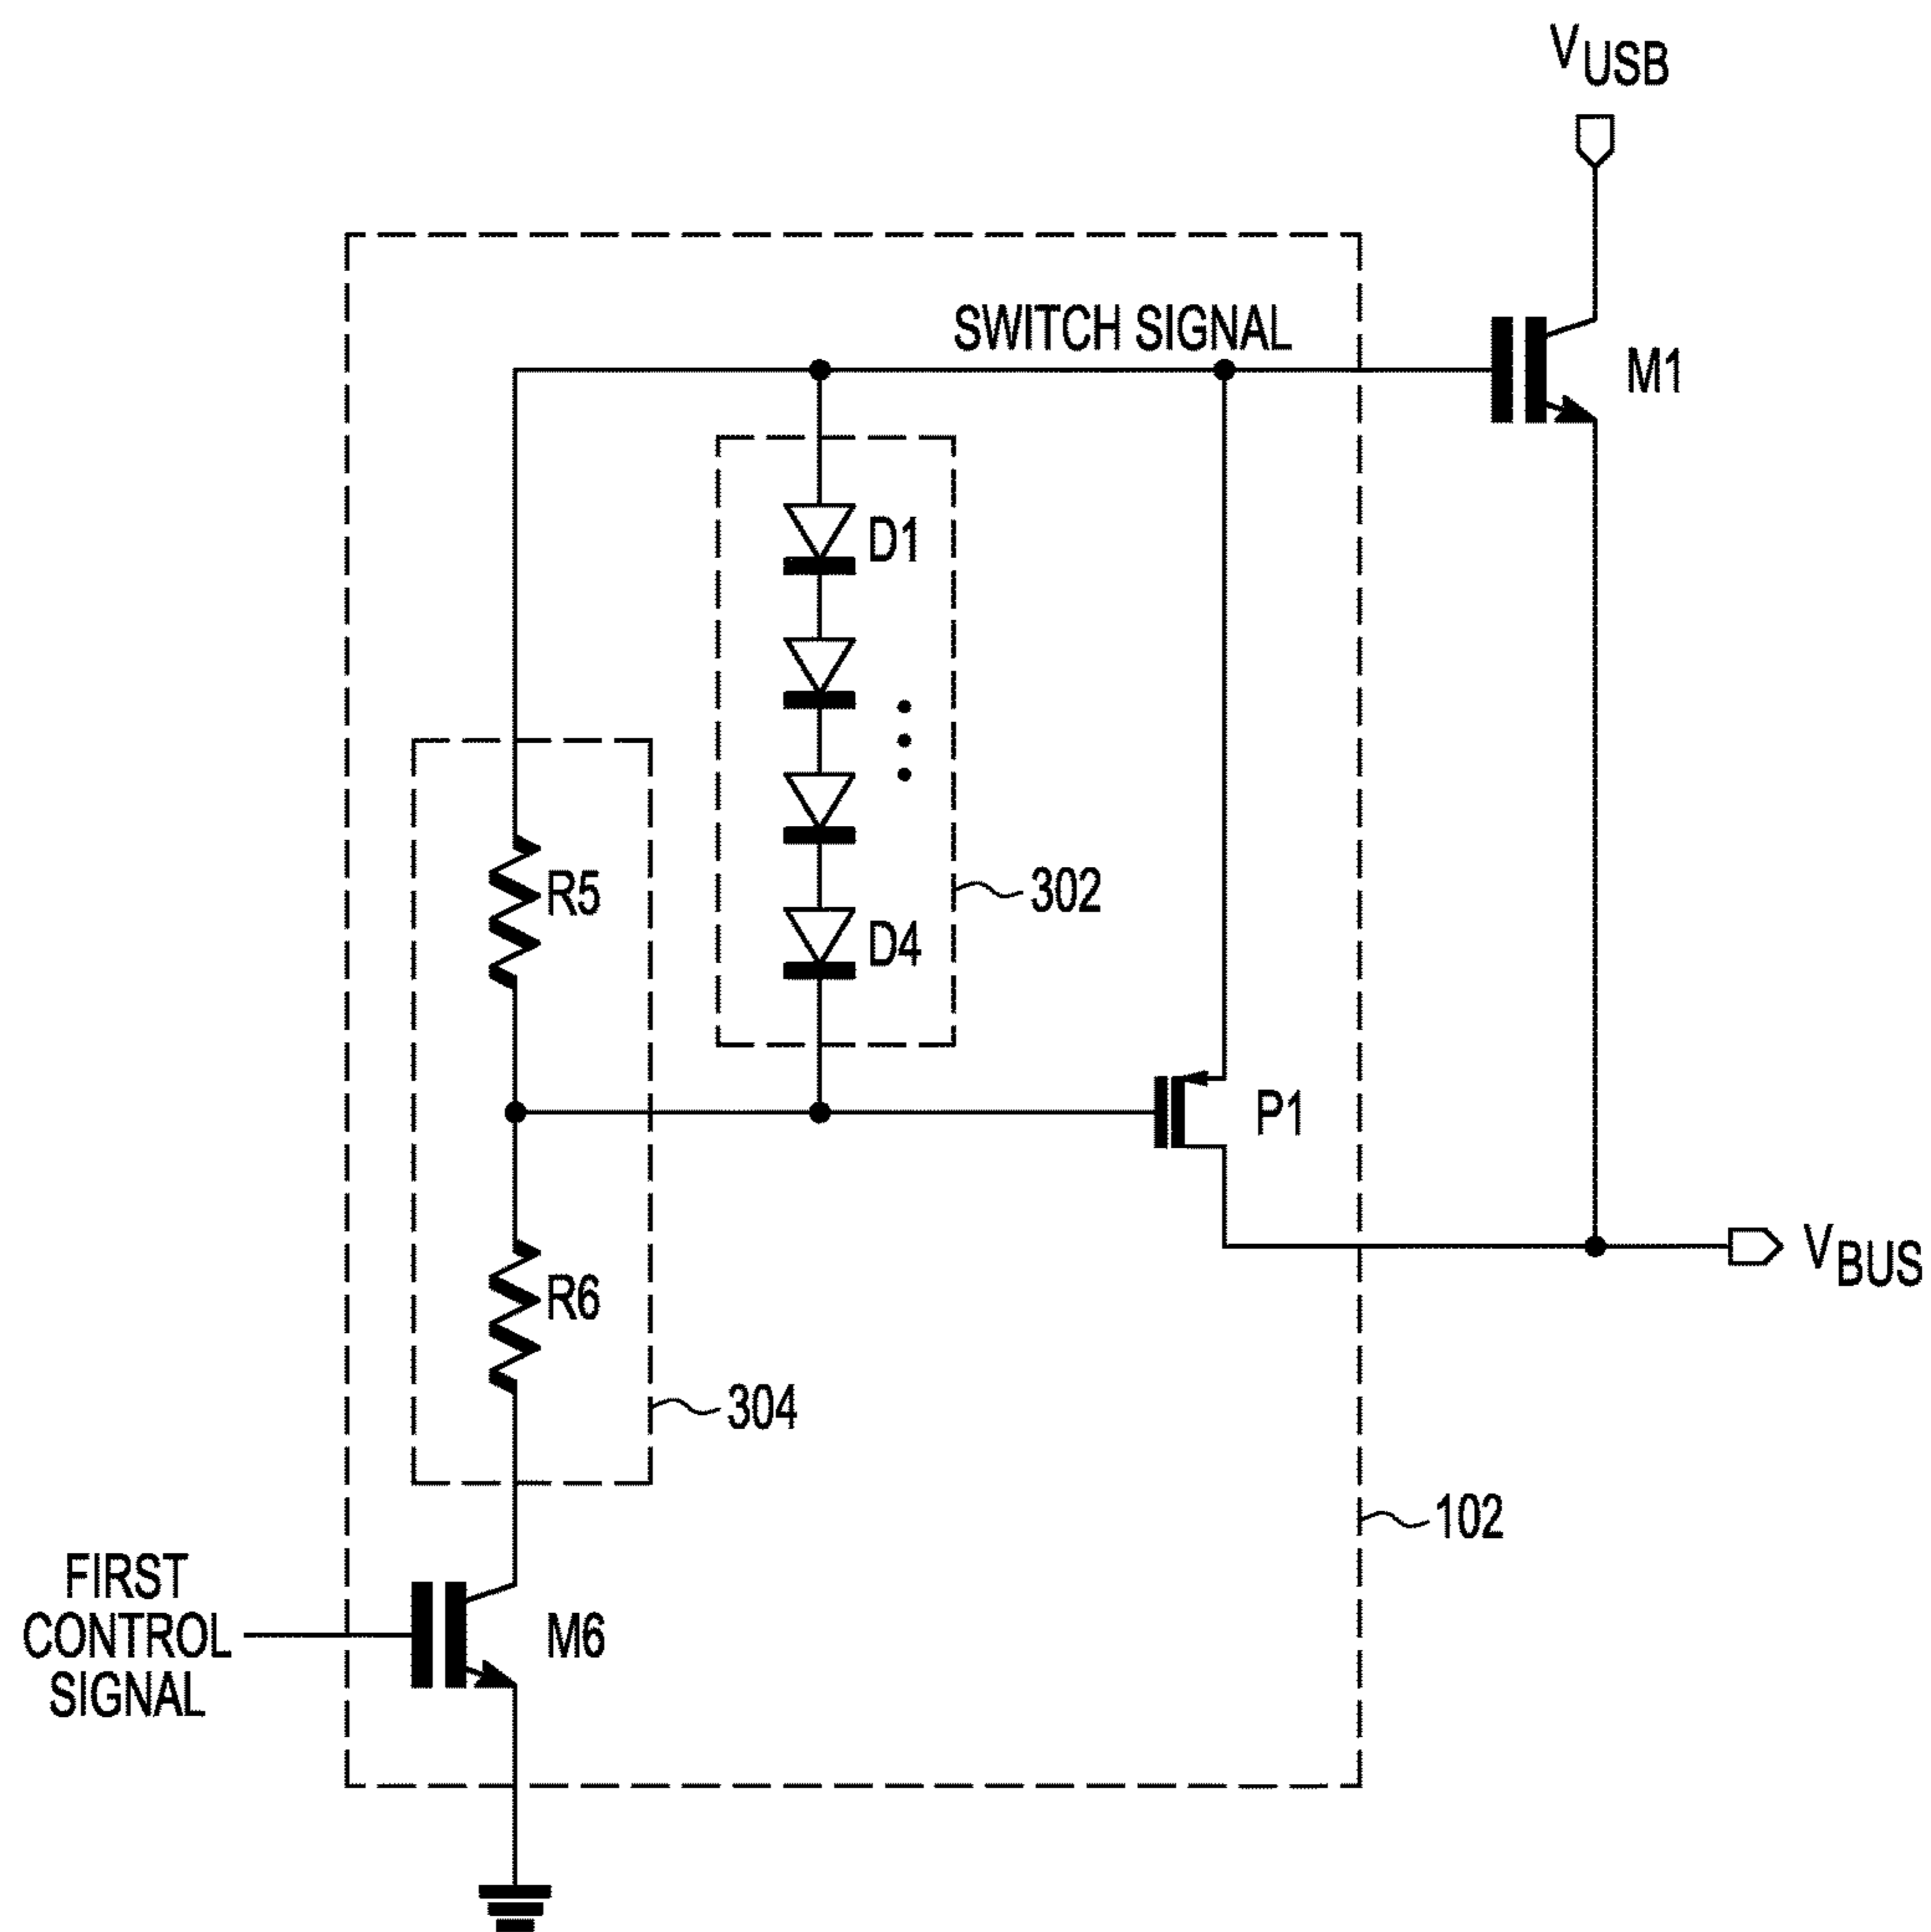 VUSB
SWITCH SIGNAL
M1
D1
R5
302
D4
P1
VBUS
R6
304
102
FIRST
CONTROL
SIGNAL
M6